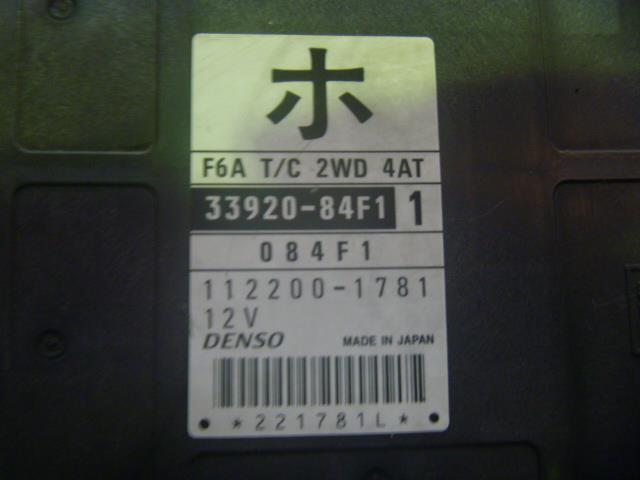 ホ
F6A T/C 2WD 4AT
33920-84F1 1
084F1
112200-1781
12V
DENSO MADE IN JAPAN
*221781L*